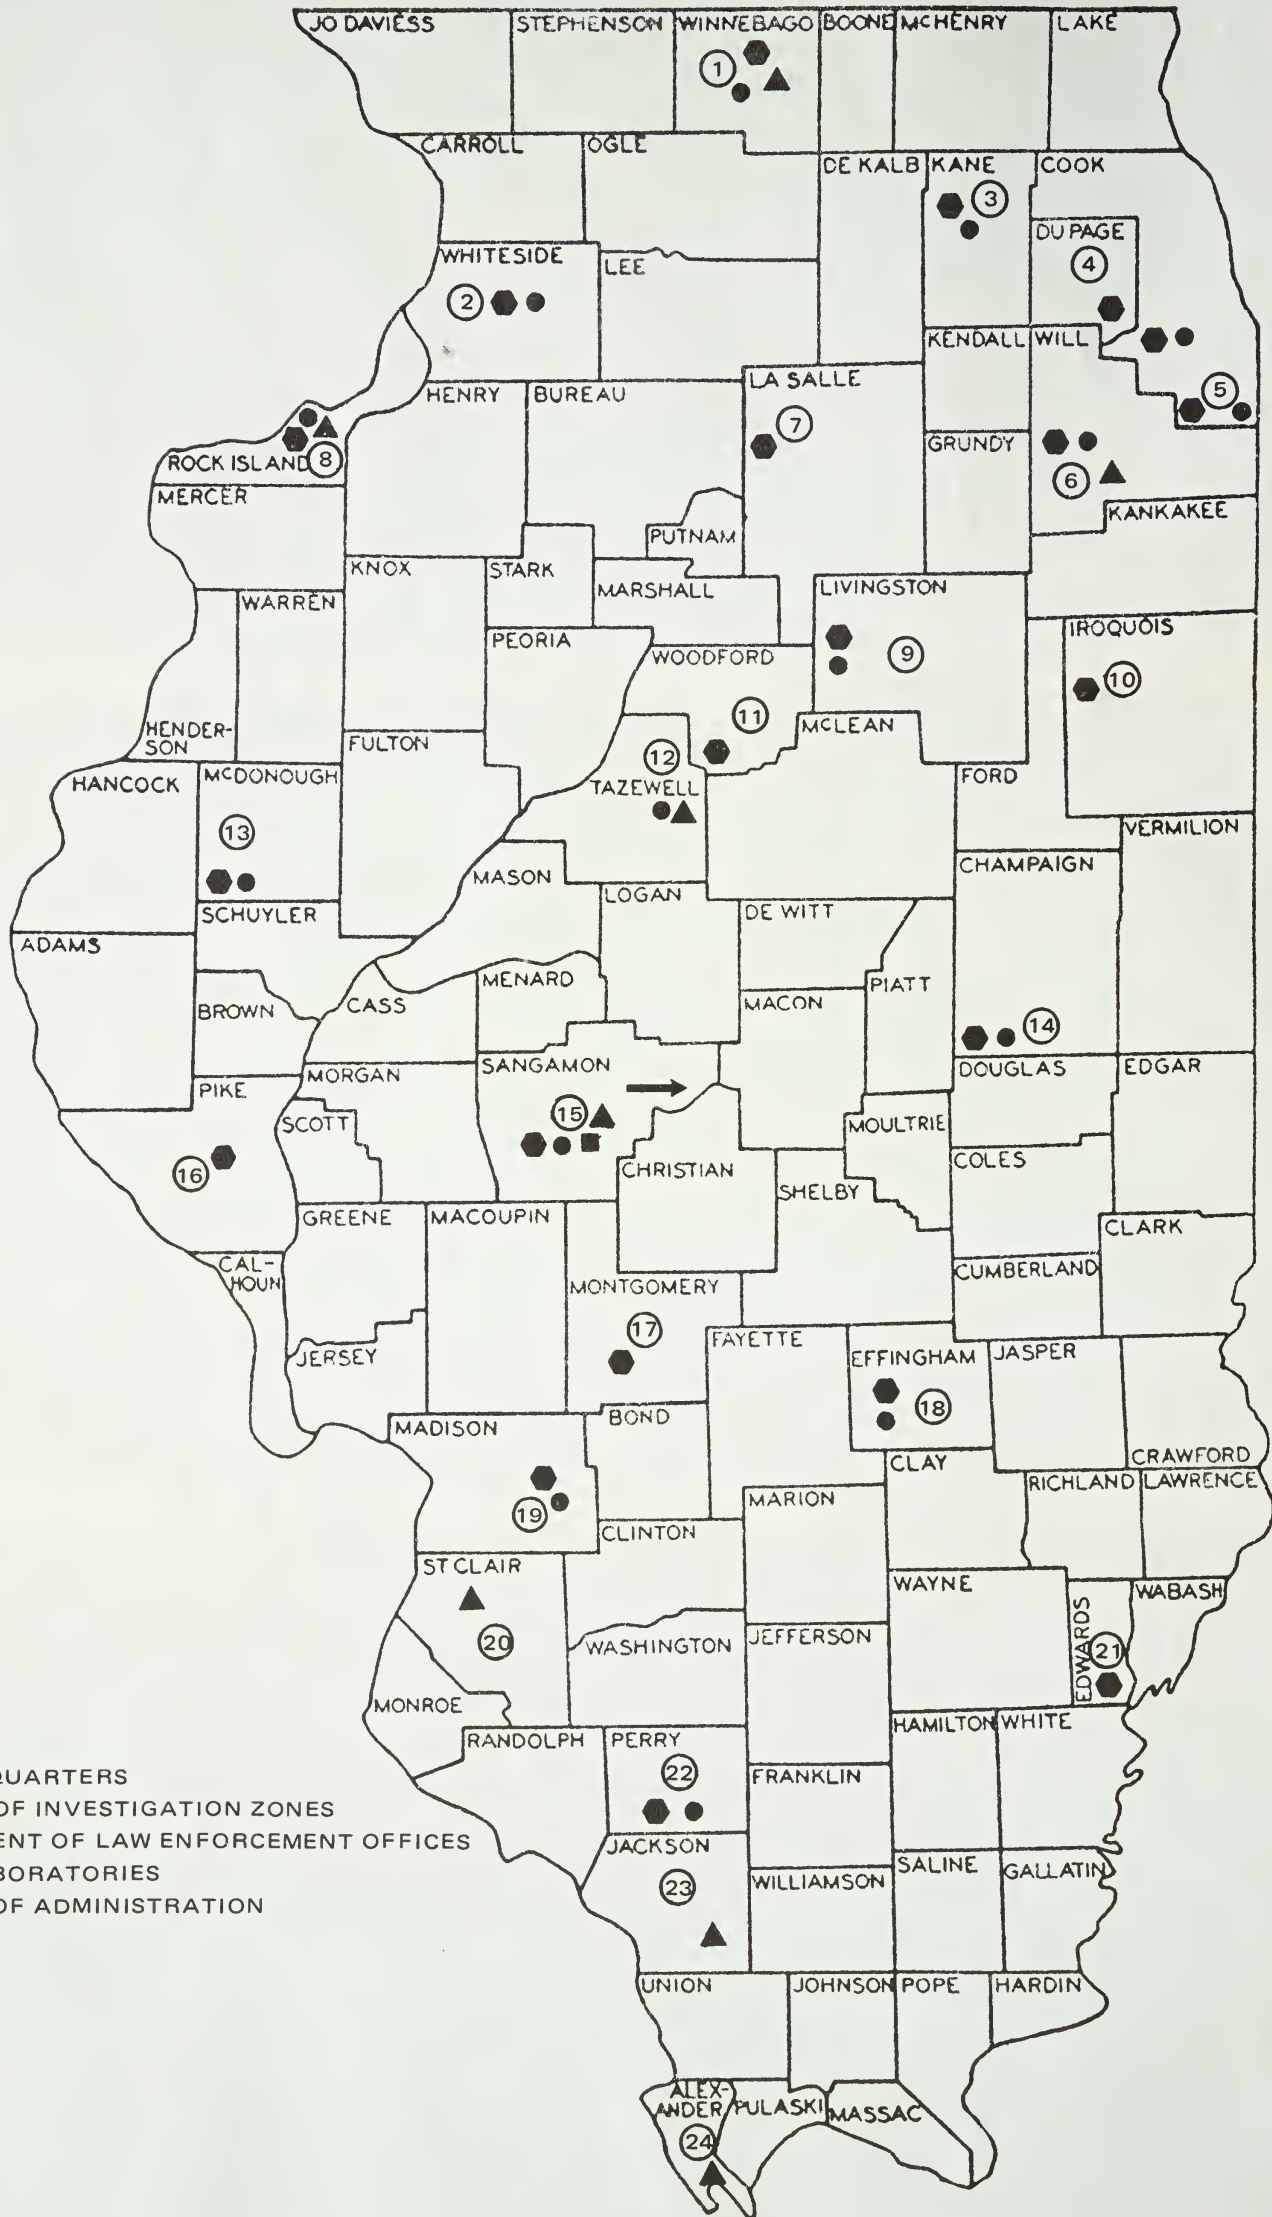 JO DAVIESS
STEPHENSON
WINNEBAGO
BOONE
MCHENRY
LAKE
1
CARROLL
OGLE
DE KALB
KANE
COOK
3
DU PAGE
4
WHITESIDE
LEE
2
KENDALL
WILL
LA SALLE
HENRY
BUREAU
5
7
GRUNDY
ROCK ISLAND
8
6
MERCER
KANKAKEE
PUTNAM
KNOX
STARK
MARSHALL
LIVINGSTON
WARREN
IROQUOIS
PEORIA
WOODFORD
9
10
11
HENDER-
SON
MCLEAN
FULTON
12
HANCOCK
MCDONOUGH
TAZEWELL
FORD
13
VERMILION
MASON
CHAMPAIGN
LOGAN
SCHUYLER
DE WITT
ADAMS
MENARD
PIATT
BROWN
CASS
MACON
14
SANGAMON
DOUGLAS
EDGAR
MORGAN
PIKE
15
SCOTT
MOULTRIE
16
CHRISTIAN
COLES
SHELBY
GREENE
MACOUPIN
CLARK
CAL-
HOUN
CUMBERLAND
MONTGOMERY
17
FAYETTE
JERSEY
EFFINGHAM
JASPER
18
BOND
MADISON
CRAWFORD
CLAY
RICHLAND
LAWRENCE
MARION
19
CLINTON
ST CLAIR
WAYNE
WABASH
20
WASHINGTON
JEFFERSON
EDWARDS
21
MONROE
HAMILTON
WHITE
RANDOLPH
PERRY
22
FRANKLIN
QUARTERS
OF INVESTIGATION ZONES
ENT OF LAW ENFORCEMENT OFFICES
BORATORIES
OF ADMINISTRATION
JACKSON
SALINE
GALLATIN
23
WILLIAMSON
UNION
JOHNSON
POPE
HARDIN
ALEX-
ANDER
PULASKI
MASSAC
24